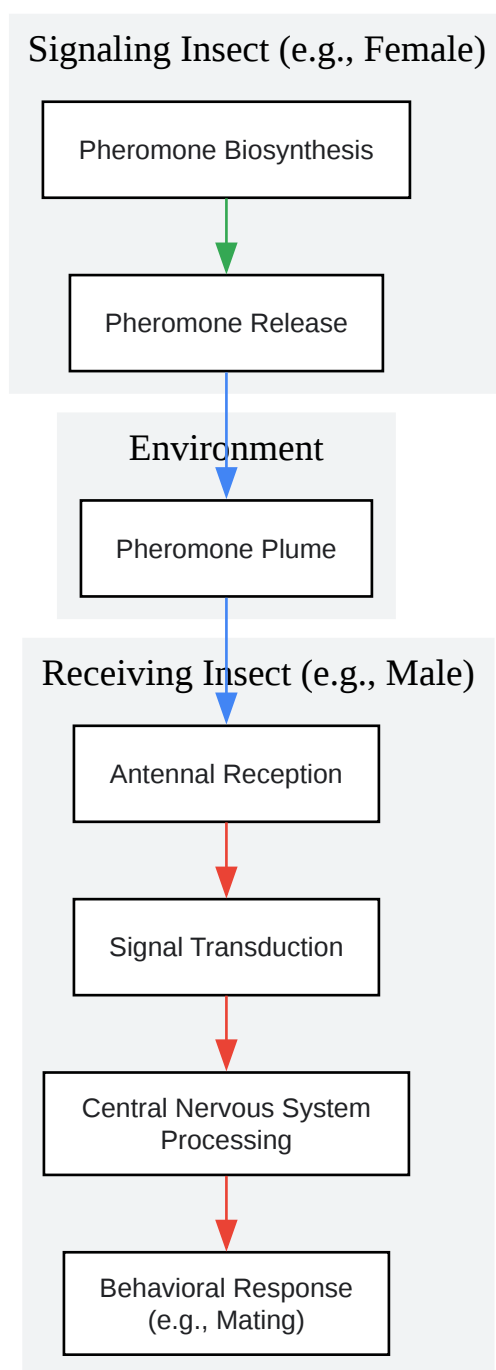 Signaling Insect (e.g., Female)
Pheromone Biosynthesis
Pheromone Release
Environment
Pheromone Plume
Receiving Insect (e.g., Male)
Antennal Reception
Signal Transduction
Central Nervous System
Processing
Behavioral Response
(e.g., Mating)